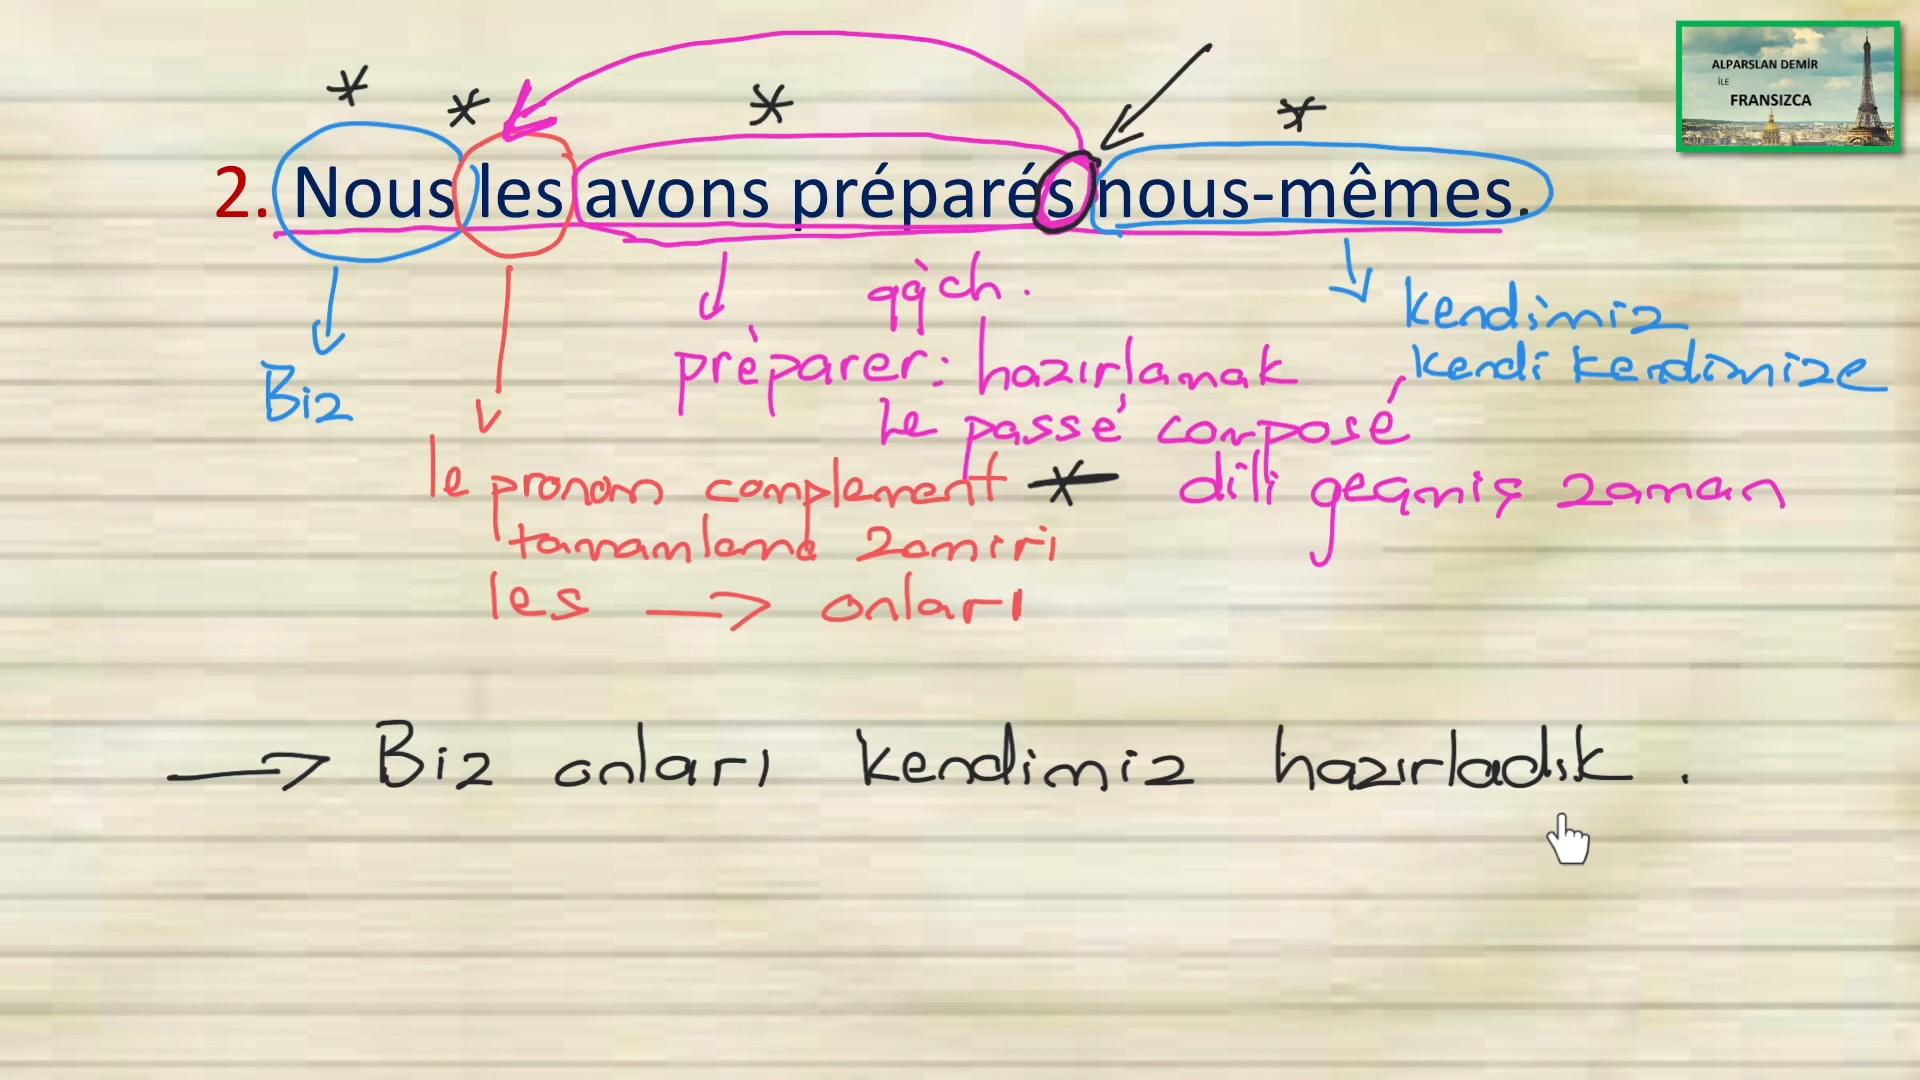 ALPARSLAN DEMİR
İLE
FRANSIZCA
2. Nous les avons préparés nous-mêmes.
qqch.
kendimiz
Biz
préparer: hazırlamak
kendi kendimize
le passé composé
le pronom complement
dili geçmiş zaman
tamamlama zamiri
les → onları
→ Biz onları kendimiz hazırladık.